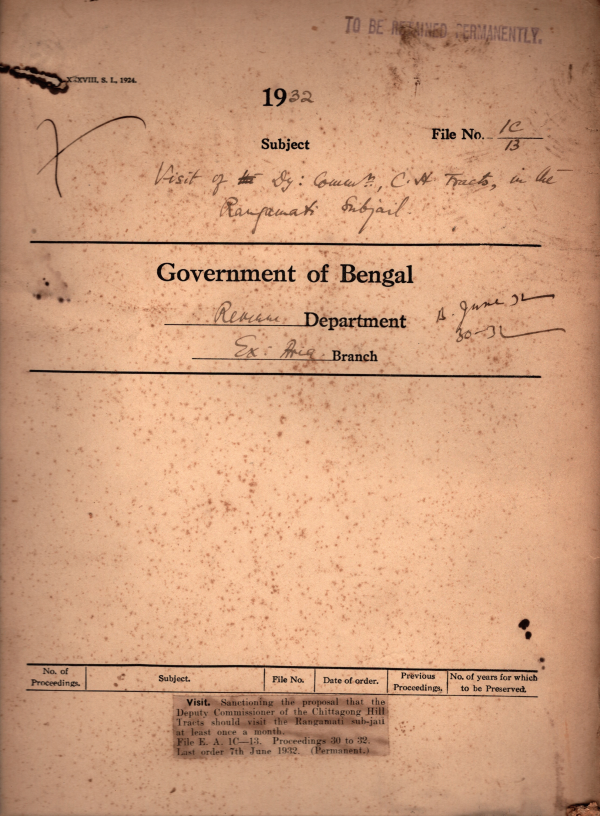 TO BE RETAINED PERMANENTLY.
XXXVIII, S. I., 1924.
1932
File No. 1C/13
Subject
Visit of Dy: Commr., C. H Tracts, in the
Rangamati Subjail.
Government of Bengal
Revenue Department
B. June 32
30-32
Ex Area Branch
No. of Proceedings.
Subject.
File No.
Date of order.
Previous Proceedings.
No. of years for which to be Preserved.
Visit. Sanctioning the proposal that the
Deputy Commissioner of the Chittagong Hill
Tracts should visit the Rangamati sub-jail
at least once a month.
File E. A. 1C—13. Proceedings 30 to 32.
Last order 7th June 1932. (Permanent.)